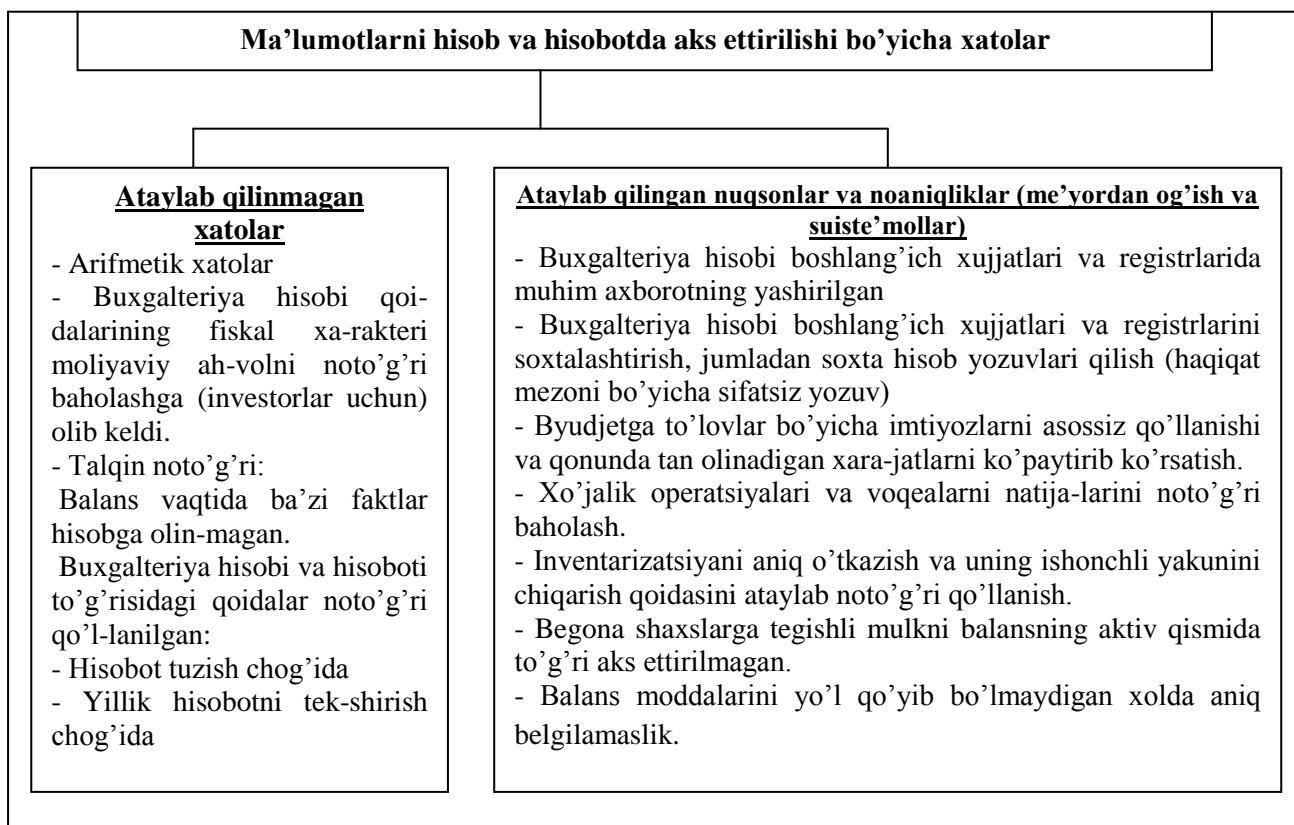 Ma’lumotlarni hisob va hisobotda aks ettirilishi bo’yicha xatolar
Ataylab qilinmagan
xatolar
- Arifmetik xatolar
- Buxgalteriya hisobi qoi-
dalarining fiskal xa-rakteri
moliyaviy ah-volni noto’g’ri
baholashga (investorlar uchun)
olib keldi.
- Talqin noto’g’ri:
Balans vaqtida ba’zi faktlar
hisobga olin-magan.
Buxgalteriya hisobi va hisoboti
to’g’risidagi qoidalar noto’g’ri
qo’l-lanilgan:
- Hisobot tuzish chog’ida
- Yillik hisobotni tek-shirish
chog’ida
Ataylab qilingan nuqsonlar va noaniqliklar (me’yordan og’ish va
suiste’mollar)
- Buxgalteriya hisobi boshlang’ich xujjatlari va registrlarida
muhim axborotning yashirilgan
- Buxgalteriya hisobi boshlang’ich xujjatlari va registrlarini
soxtalashtirish, jumladan soxta hisob yozuvlari qilish (haqiqat
mezoni bo’yicha sifatsiz yozuv)
- Byudjetga to’lovlar bo’yicha imtiyozlarni asossiz qo’llanishi
va qonunda tan olinadigan xara-jatlarni ko’paytirib ko’rsatish.
- Xo’jalik operatsiyalari va voqealarni natija-larini noto’g’ri
baholash.
- Inventarizatsiyani aniq o’tkazish va uning ishonchli yakunini
chiqarish qoidasini ataylab noto’g’ri qo’llanish.
- Begona shaxslarga tegishli mulkni balansning aktiv qismida
to’g’ri aks ettirilmagan.
- Balans moddalarini yo’l qo’yib bo’lmaydigan xolda aniq
belgilamaslik.